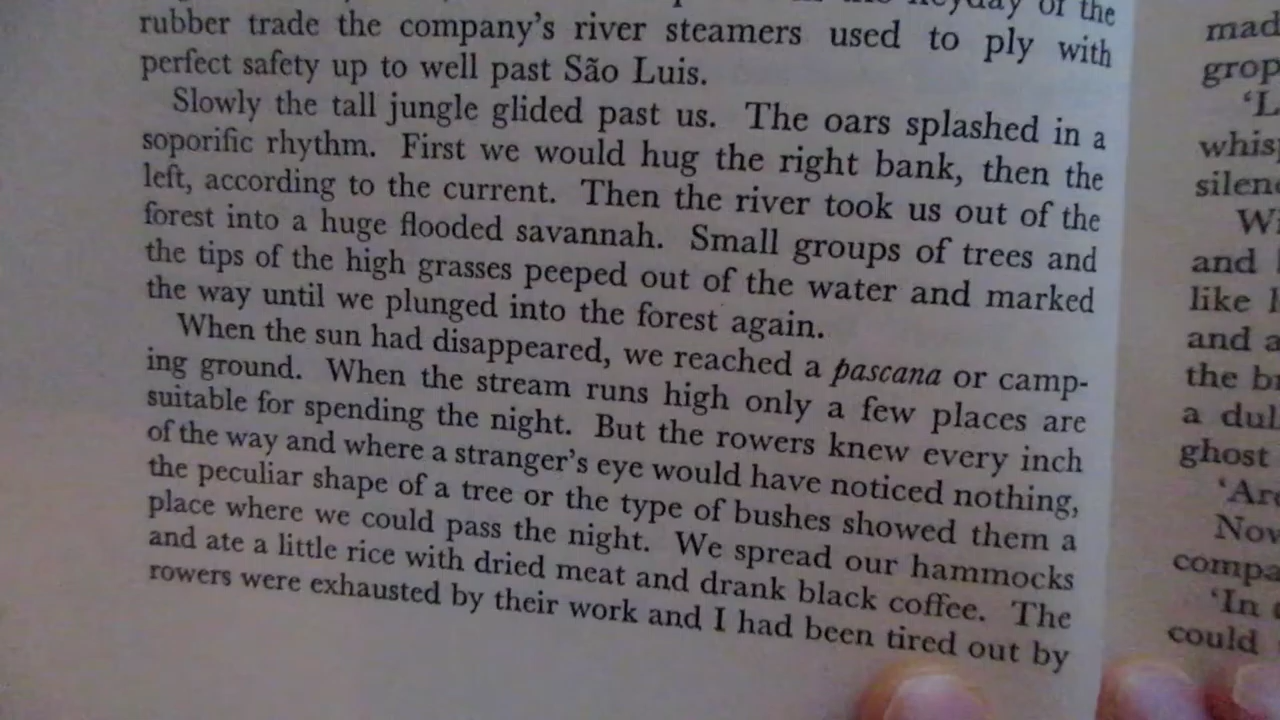 heyday of the
rubber trade the company's river steamers used to ply with
perfect safety up to well past São Luis.
Slowly the tall jungle glided past us. The oars splashed in a
soporific rhythm. First we would hug the right bank, then the
left, according to the current. Then the river took us out of the
forest into a huge flooded savannah. Small groups of trees and
the tips of the high grasses peeped out of the water and marked
the way until we plunged into the forest again.
When the sun had disappeared, we reached a pascana or camp-
ing ground. When the stream runs high only a few places are
suitable for spending the night. But the rowers knew every inch
of the way and where a stranger's eye would have noticed nothing,
the peculiar shape of a tree or the type of bushes showed them a
place where we could pass the night. We spread our hammocks
and ate a little rice with dried meat and drank black coffee. The
rowers were exhausted by their work and I had been tired out by
mad
grop
'L
whisp
silenc
and
like
and a
the br
a dul
ghost
'Are
Now
compa
'In
could